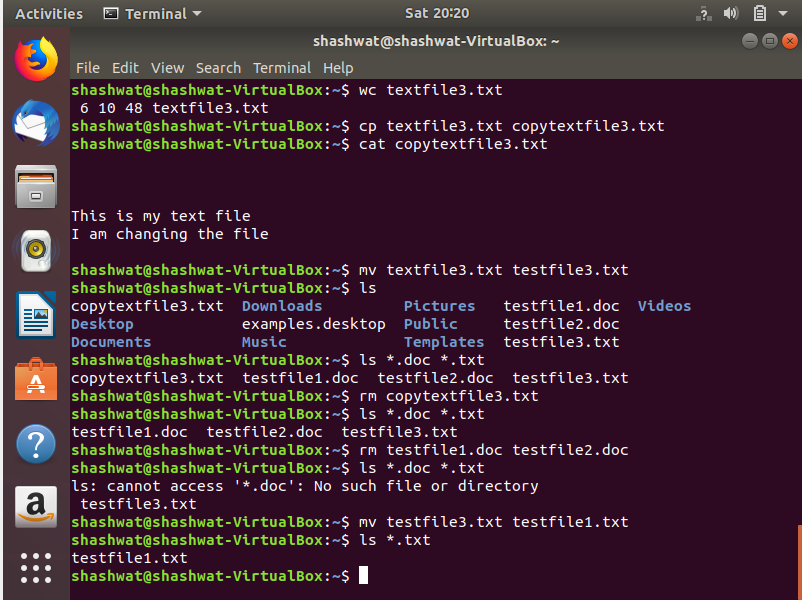 Activities Terminal Sat 20:20
shashwat@shashwat-VirtualBox: ~
File Edit View Search Terminal Help
shashwat@shashwat-VirtualBox:~$ wc textfile3.txt
 6 10 48 textfile3.txt
shashwat@shashwat-VirtualBox:~$ cp textfile3.txt copytextfile3.txt
shashwat@shashwat-VirtualBox:~$ cat copytextfile3.txt
This is my text file
I am changing the file
shashwat@shashwat-VirtualBox:~$ mv textfile3.txt testfile3.txt
shashwat@shashwat-VirtualBox:~$ ls
copytextfile3.txt  Downloads         Pictures   testfile1.doc  Videos
Desktop            examples.desktop  Public     testfile2.doc
Documents          Music             Templates  testfile3.txt
shashwat@shashwat-VirtualBox:~$ ls *.doc *.txt
copytextfile3.txt  testfile1.doc  testfile2.doc  testfile3.txt
shashwat@shashwat-VirtualBox:~$ rm copytextfile3.txt
shashwat@shashwat-VirtualBox:~$ ls *.doc *.txt
testfile1.doc  testfile2.doc  testfile3.txt
shashwat@shashwat-VirtualBox:~$ rm testfile1.doc testfile2.doc
shashwat@shashwat-VirtualBox:~$ ls *.doc *.txt
ls: cannot access '*.doc': No such file or directory
 testfile3.txt
shashwat@shashwat-VirtualBox:~$ mv testfile3.txt testfile1.txt
shashwat@shashwat-VirtualBox:~$ ls *.txt
testfile1.txt
shashwat@shashwat-VirtualBox:~$